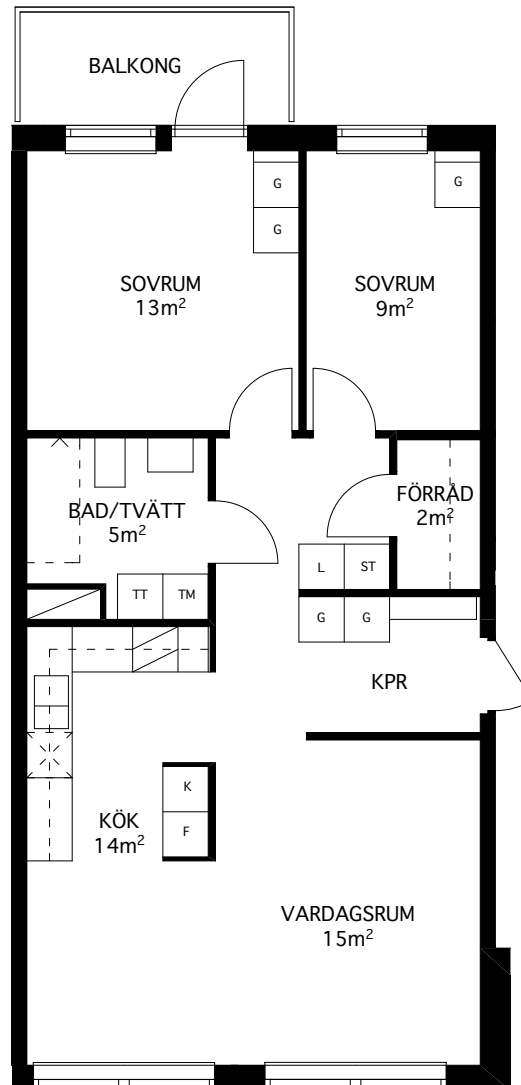 BALKONG
G
G
G
SOVRUM
13m²
SOVRUM
9m²
BAD/TVÄTT
5m²
FÖRRÅD
2m²
L
ST
TT
TM
G
G
KPR
K
F
KÖK
14m²
VARDAGSRUM
15m²